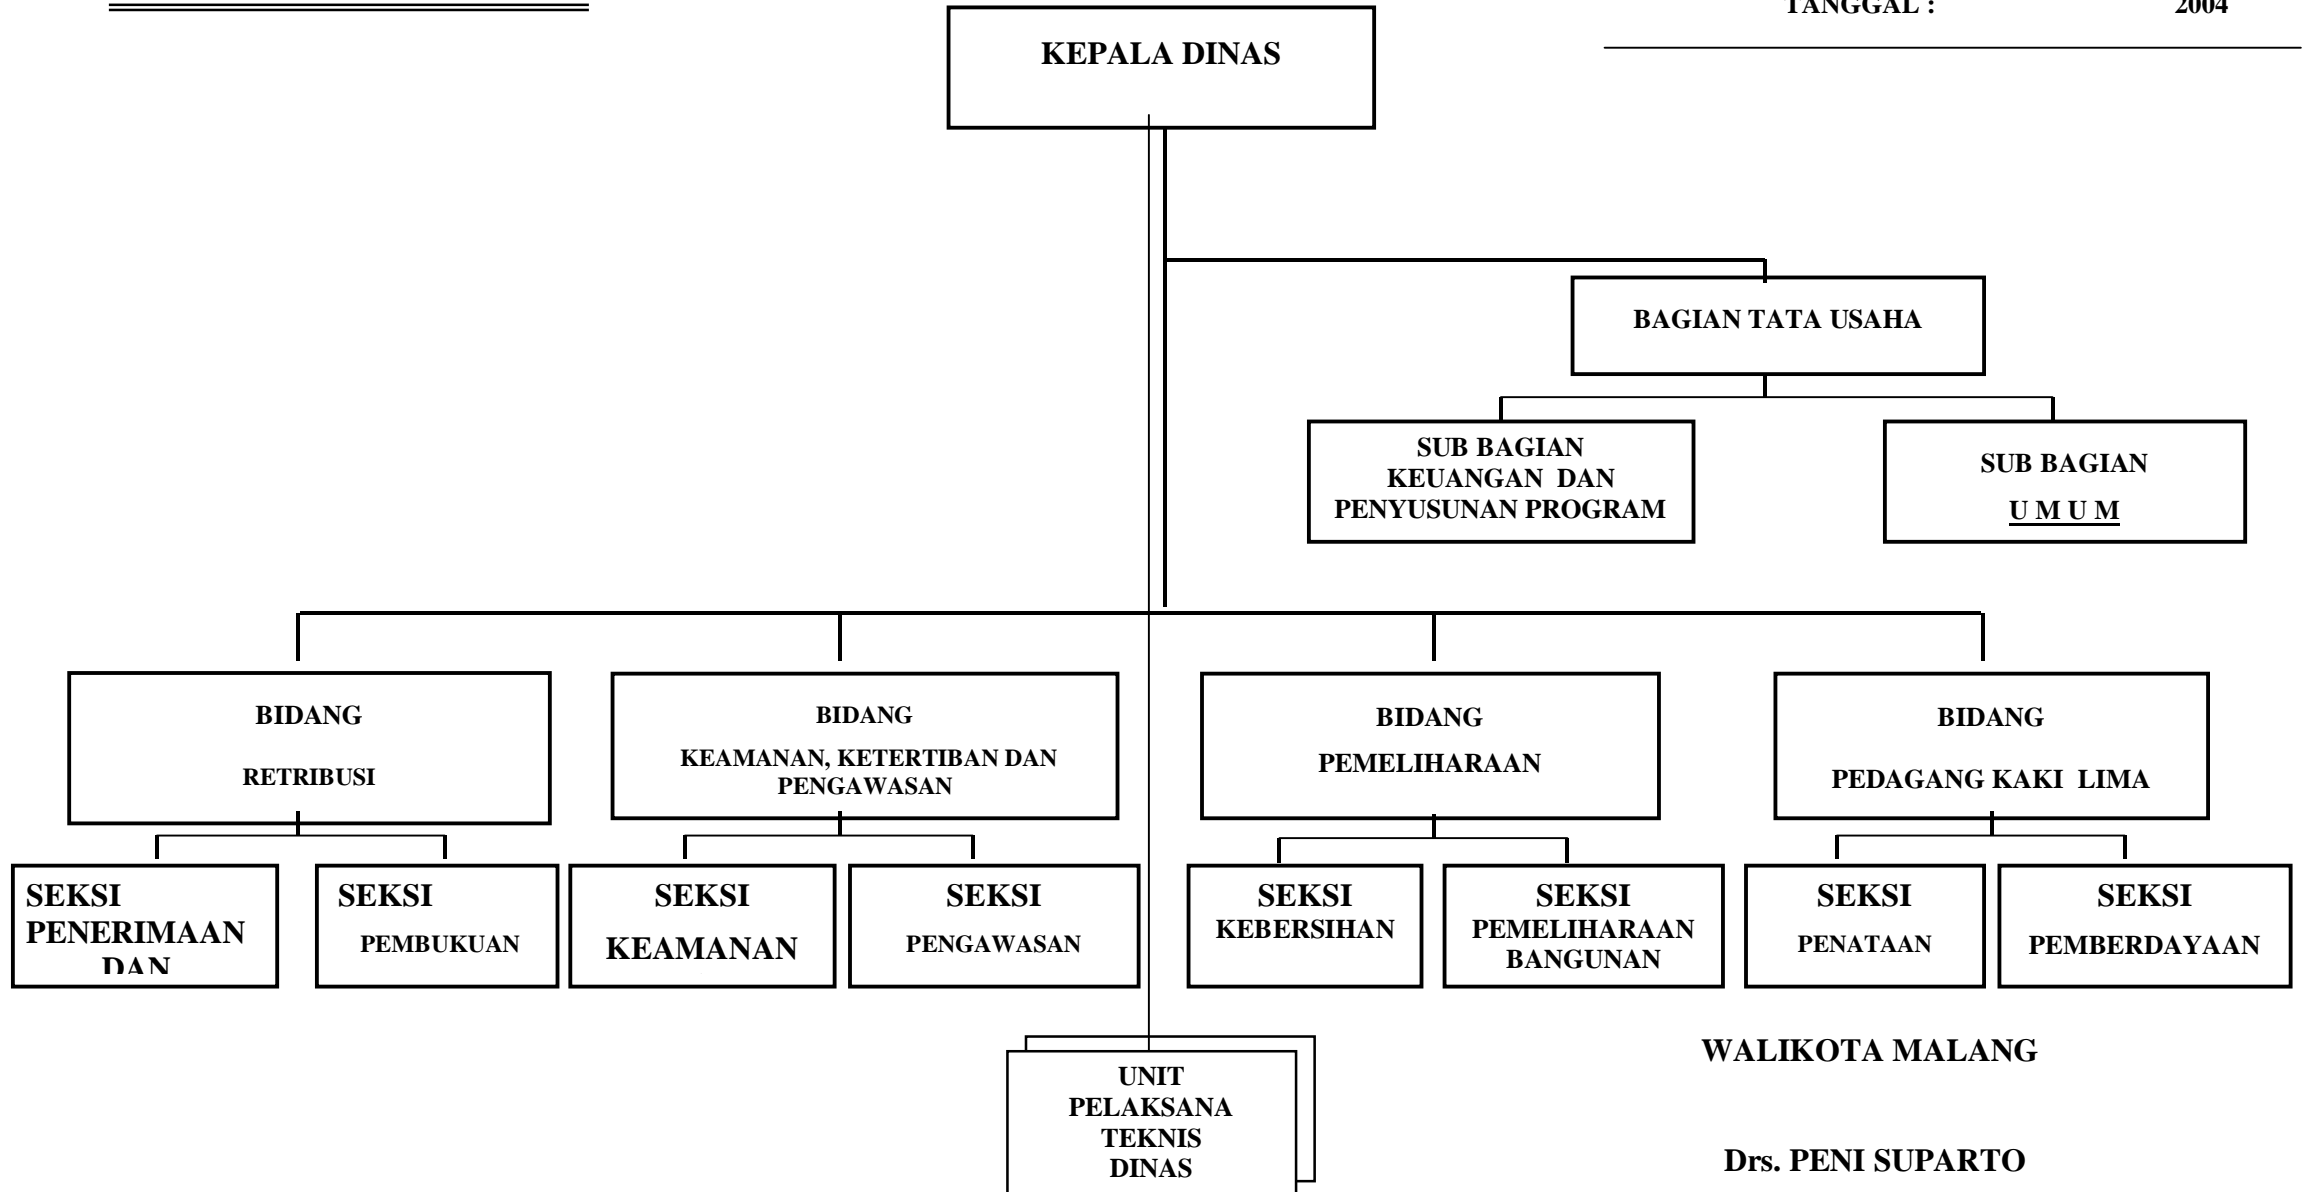 TANGGAL : 2004
KEPALA DINAS
BAGIAN TATA USAHA
SUB BAGIAN
KEUANGAN DAN
PENYUSUNAN PROGRAM
SUB BAGIAN
U M U M
BIDANG
RETRIBUSI
BIDANG
KEAMANAN, KETERTIBAN DAN
PENGAWASAN
BIDANG
PEMELIHARAAN
BIDANG
PEDAGANG KAKI LIMA
SEKSI
PENERIMAAN
DAN
SEKSI
PEMBUKUAN
SEKSI
KEAMANAN
SEKSI
PENGAWASAN
SEKSI
KEBERSIHAN
SEKSI
PEMELIHARAAN
BANGUNAN
SEKSI
PENATAAN
SEKSI
PEMBERDAYAAN
UNIT
PELAKSANA
TEKNIS
DINAS
WALIKOTA MALANG
Drs. PENI SUPARTO